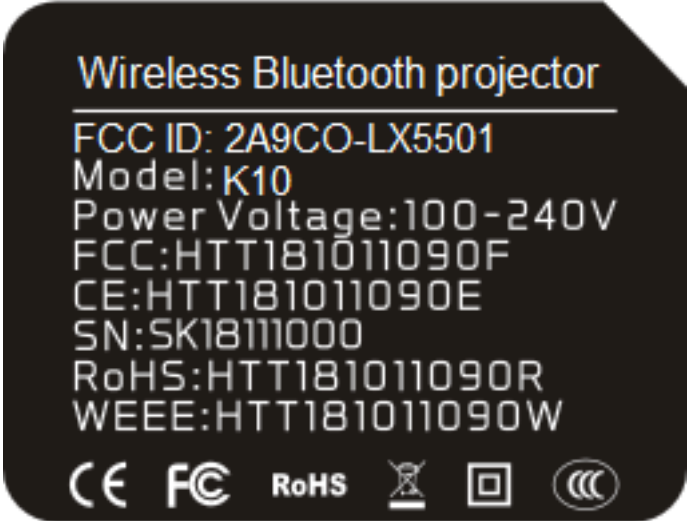 Wireless Bluetooth projector
FCC ID: 2A9CO-LX5501
Model: K10
Power Voltage:100-240V
FCC:HTT181011090F
CE:HTT181011090E
SN:SK18111000
RoHS:HTT181011090R
WEEE:HTT181011090W
CE FC RoHS CCC